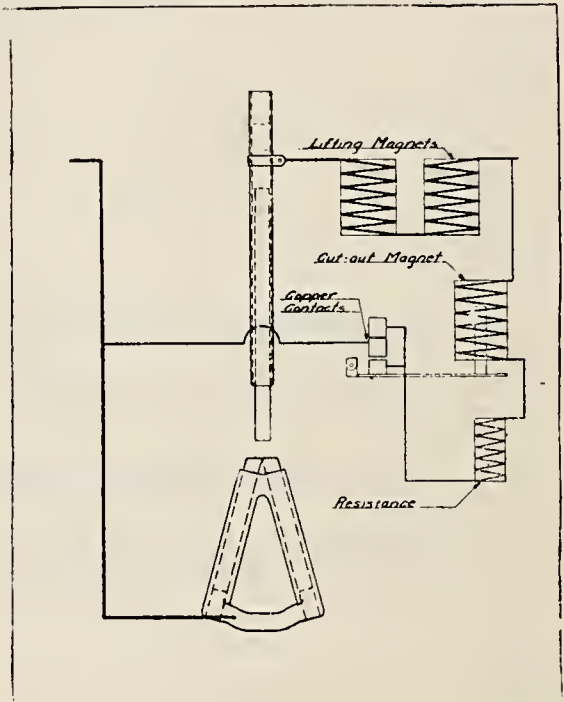 Lifting Magnets
Cut-out Magnet
Copper
Contacts
Resistance